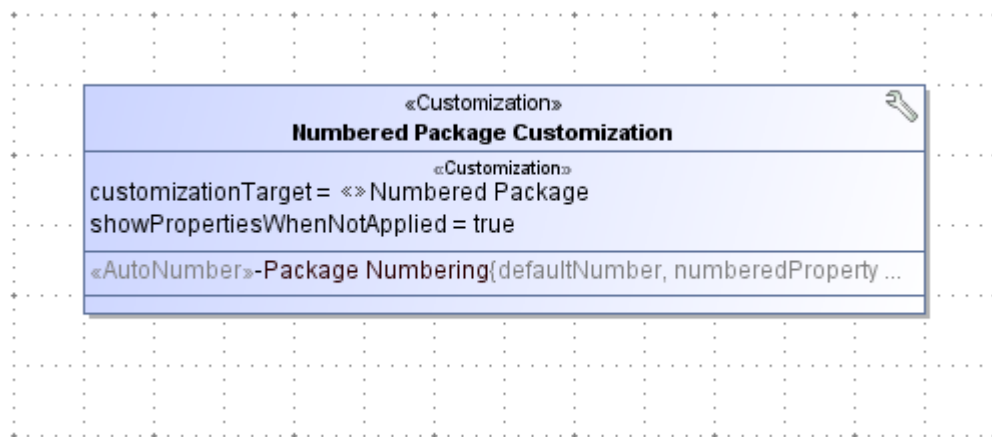 «Customization»
Numbered Package Customization
«Customization»
customizationTarget = «» Numbered Package
showPropertiesWhenNotApplied = true
«AutoNumber»-Package Numbering{defaultNumber, numberedProperty ...